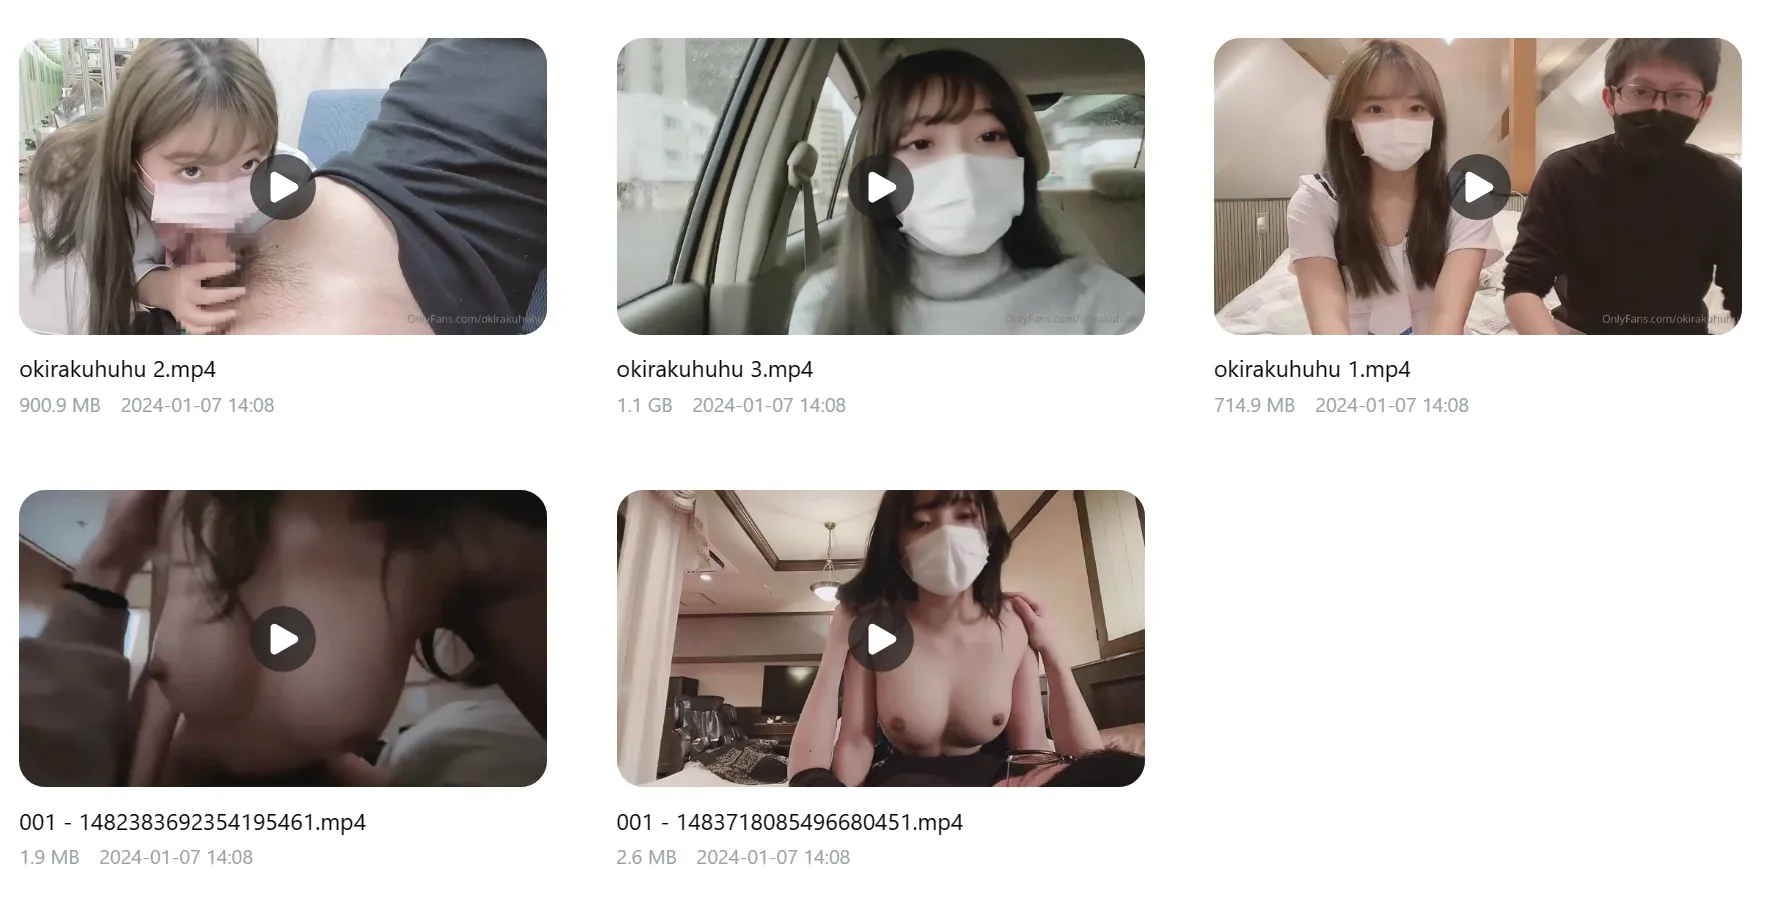 OnlyFans.com/okirakuhuhu
OnlyFans.com/okirakuhuhu
OnlyFans.com/okirakuhuhu
okirakuhuhu 2.mp4
900.9 MB 2024-01-07 14:08
okirakuhuhu 3.mp4
1.1 GB 2024-01-07 14:08
okirakuhuhu 1.mp4
714.9 MB 2024-01-07 14:08
001 - 1482383692354195461.mp4
1.9 MB 2024-01-07 14:08
001 - 1483718085496680451.mp4
2.6 MB 2024-01-07 14:08